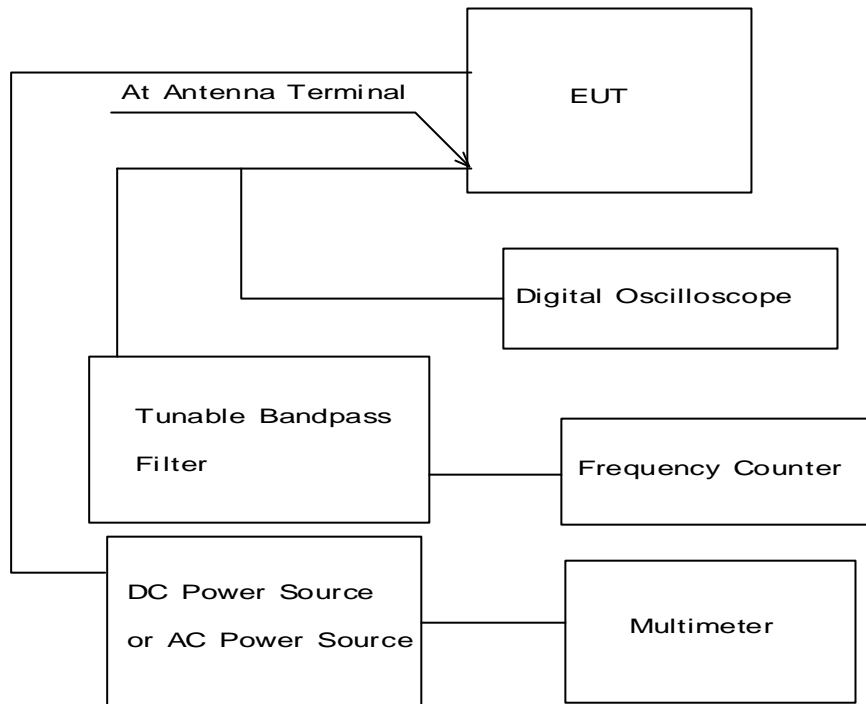 EUT
At Antenna Terminal
Digital Oscilloscope
Tunable Bandpass
Filter
Frequency Counter
DC Power Source
or AC Power Source
Multimeter